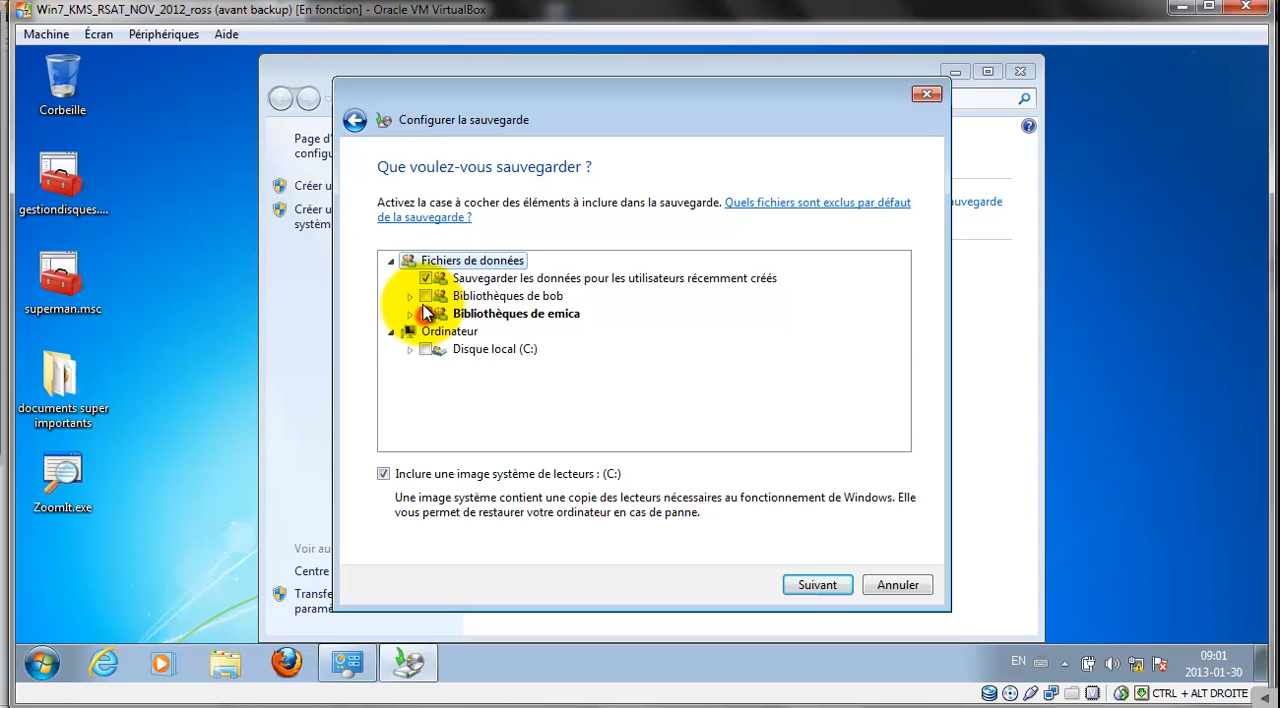 Win7_KMS_RSAT_NOV_2012_ross (avant backup) [En fonction] - Oracle VM VirtualBox
Machine Écran Périphériques Aide
Corbeille
gestiondisques....
superman.msc
documents super
importants
ZoomIt.exe
Page d'
configu
Créer u
Créer u
système
Voir au
Centre
Transfe
paramé
uvegarde
Configurer la sauvegarde
Que voulez-vous sauvegarder ?
Activez la case à cocher des éléments à inclure dans la sauvegarde. Quels fichiers sont exclus par défaut
de la sauvegarde ?
Fichiers de données
Sauvegarder les données pour les utilisateurs récemment créés
Bibliothèques de bob
Bibliothèques de emica
Ordinateur
Disque local (C:)
Inclure une image système de lecteurs : (C:)
Une image système contient une copie des lecteurs nécessaires au fonctionnement de Windows. Elle
vous permet de restaurer votre ordinateur en cas de panne.
Suivant Annuler
EN
09:01
2013-01-30
CTRL + ALT DROITE